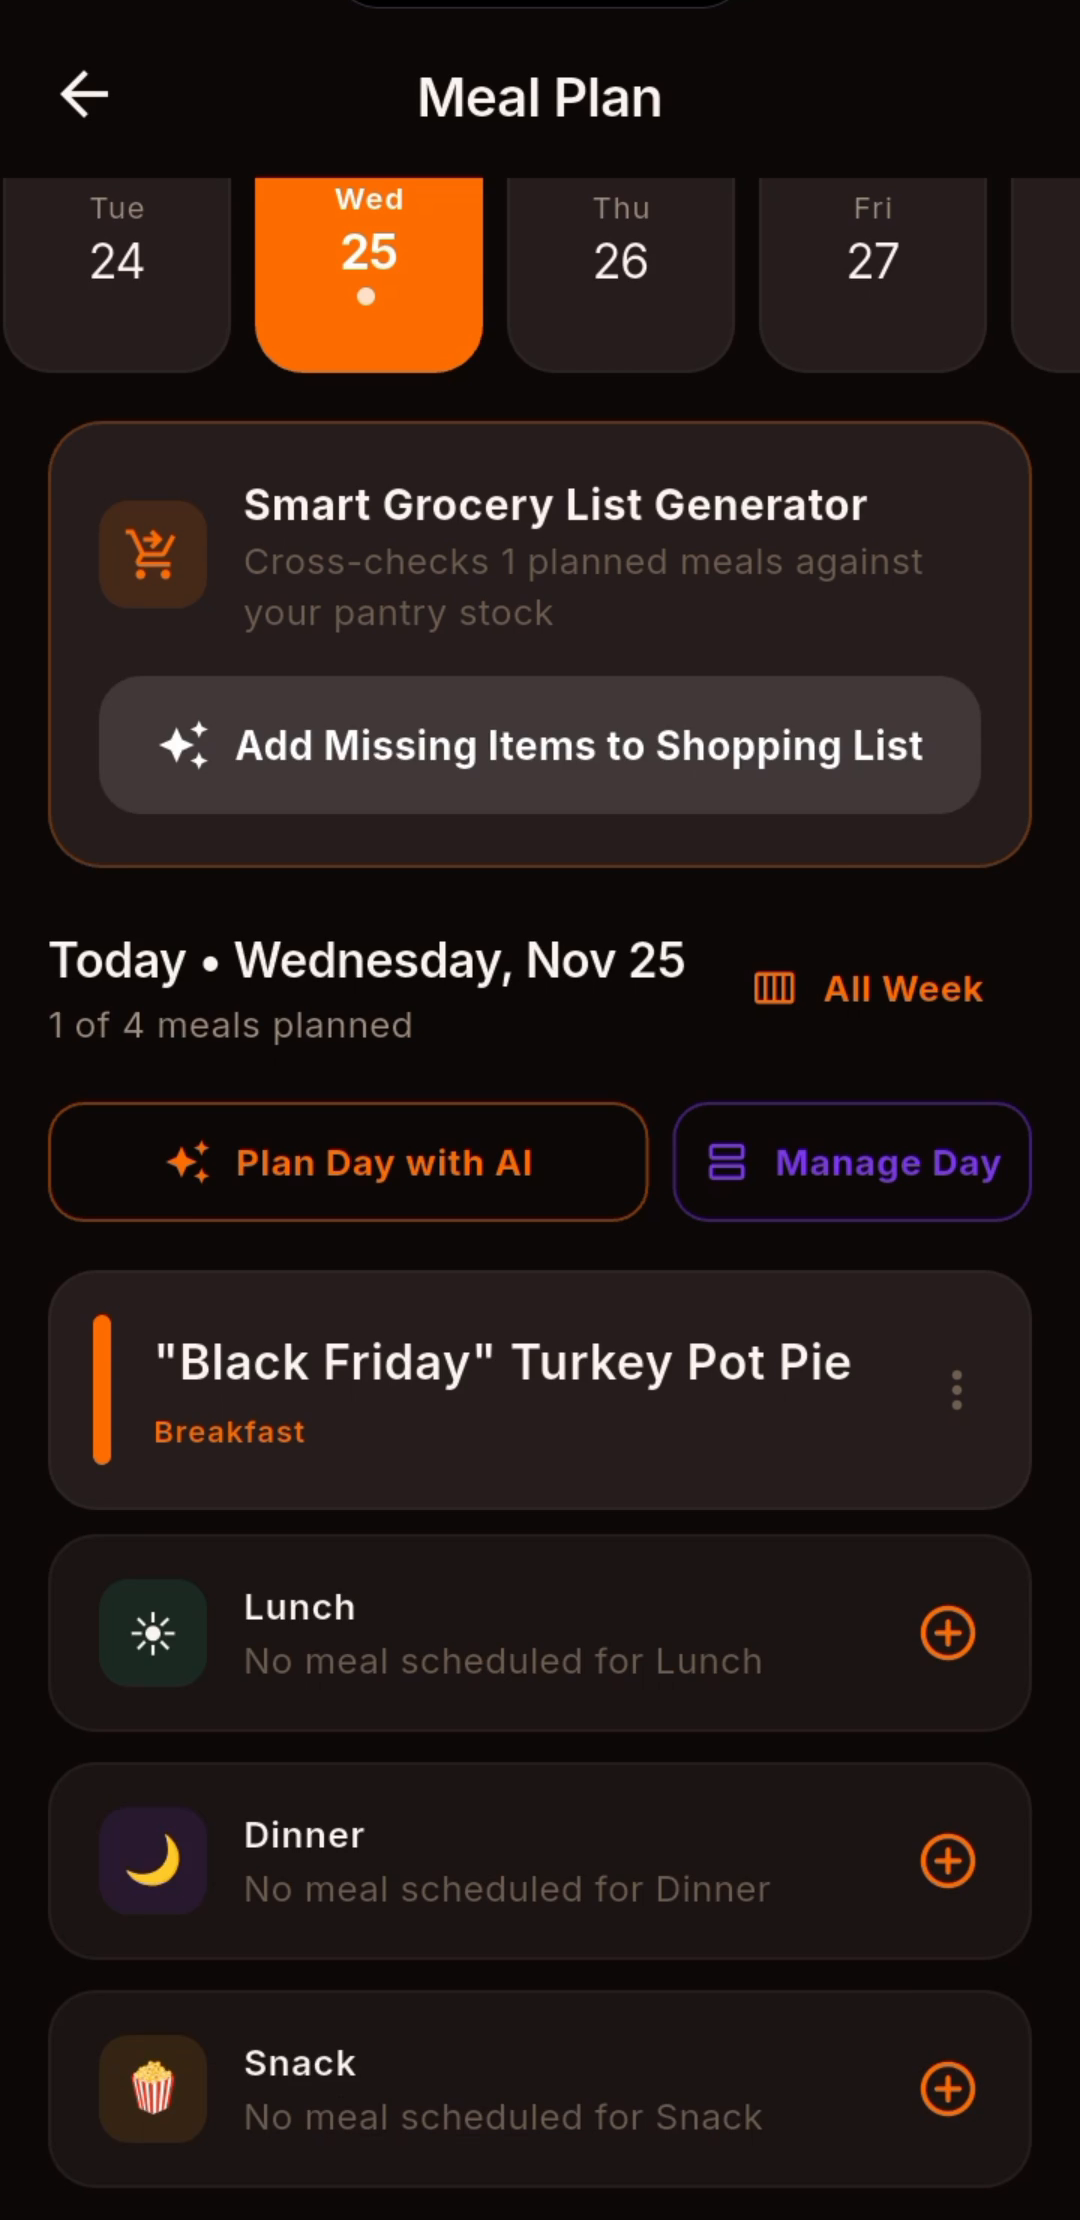 Meal Plan
Tue
24
Wed
25
Thu
26
Fri
27
Smart Grocery List Generator
Cross-checks 1 planned meals against
your pantry stock
Add Missing Items to Shopping List
Today • Wednesday, Nov 25
1 of 4 meals planned
All Week
Plan Day with AI
Manage Day
"Black Friday" Turkey Pot Pie
Breakfast
Lunch
No meal scheduled for Lunch
Dinner
No meal scheduled for Dinner
Snack
No meal scheduled for Snack